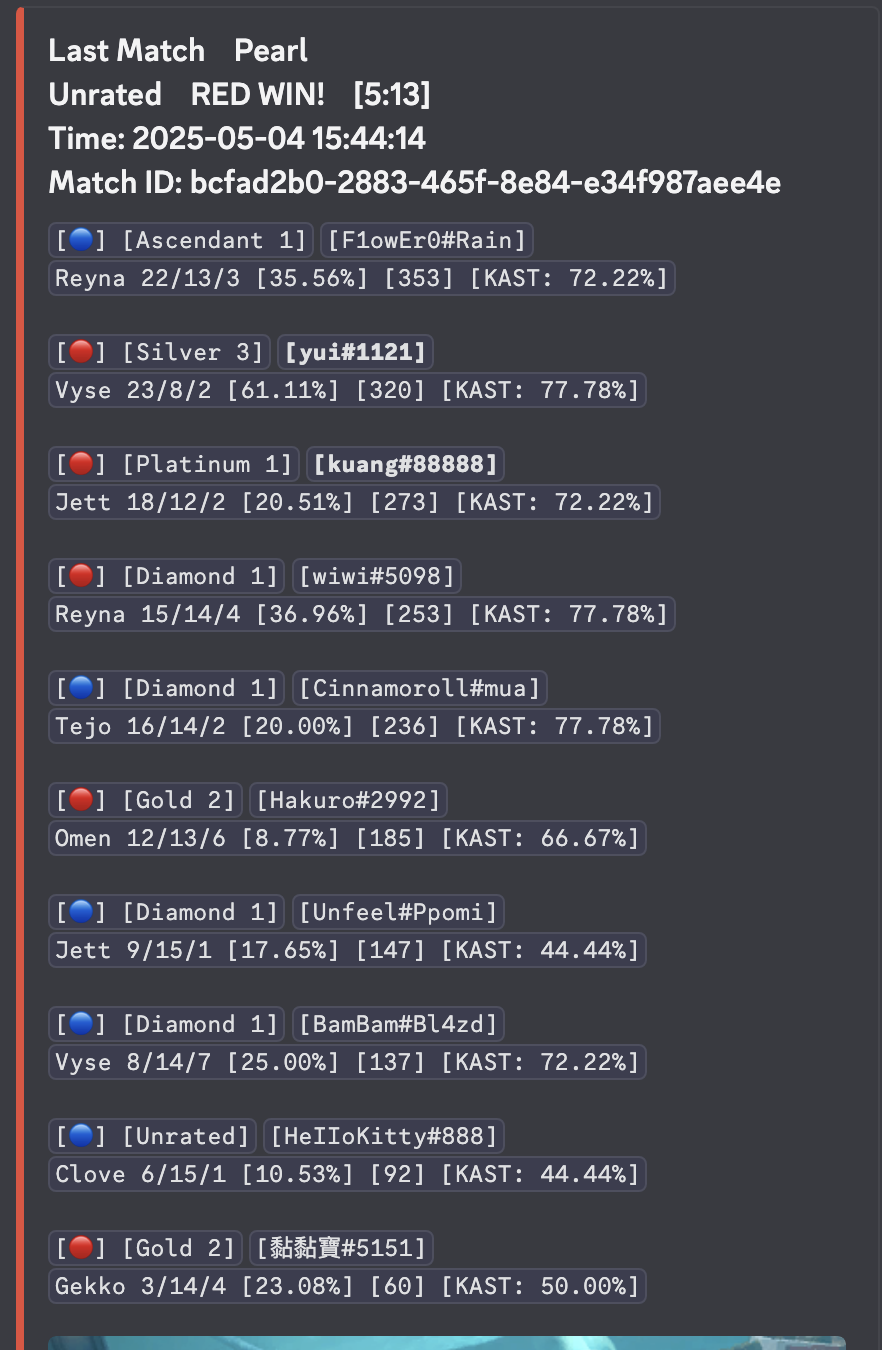 Last Match Pearl
Unrated RED WIN! [5:13]
Time: 2025-05-04 15:44:14
Match ID: bcfad2b0-2883-465f-8e84-e34f987aee4e
[🔵] [Ascendant 1] [F1owEr0#Rain]
Reyna 22/13/3 [35.56%] [353] [KAST: 72.22%]
[🔴] [Silver 3] [yui#1121]
Vyse 23/8/2 [61.11%] [320] [KAST: 77.78%]
[🔴] [Platinum 1] [kuang#88888]
Jett 18/12/2 [20.51%] [273] [KAST: 72.22%]
[🔴] [Diamond 1] [wiwi#5098]
Reyna 15/14/4 [36.96%] [253] [KAST: 77.78%]
[🔵] [Diamond 1] [Cinnamoroll#mua]
Tejo 16/14/2 [20.00%] [236] [KAST: 77.78%]
[🔴] [Gold 2] [Hakuro#2992]
Omen 12/13/6 [8.77%] [185] [KAST: 66.67%]
[🔵] [Diamond 1] [Unfeel#Ppomi]
Jett 9/15/1 [17.65%] [147] [KAST: 44.44%]
[🔵] [Diamond 1] [BamBam#Bl4zd]
Vyse 8/14/7 [25.00%] [137] [KAST: 72.22%]
[🔵] [Unrated] [HeIIoKitty#888]
Clove 6/15/1 [10.53%] [92] [KAST: 44.44%]
[🔴] [Gold 2] [黏黏寶#5151]
Gekko 3/14/4 [23.08%] [60] [KAST: 50.00%]